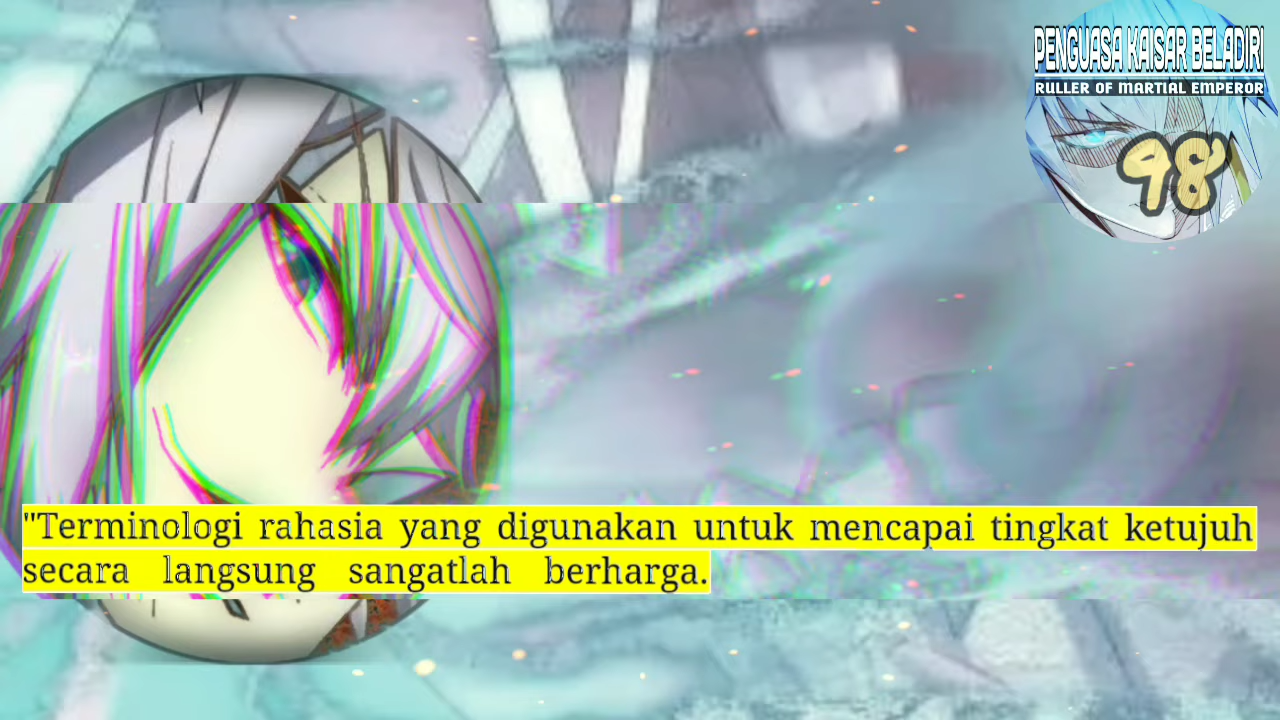 PENGUASA KAISAR BELADIRI
RULLER OF MARTIAL EMPEROR
98
"Terminologi rahasia yang digunakan untuk mencapai tingkat ketujuh
secara langsung sangatlah berharga.